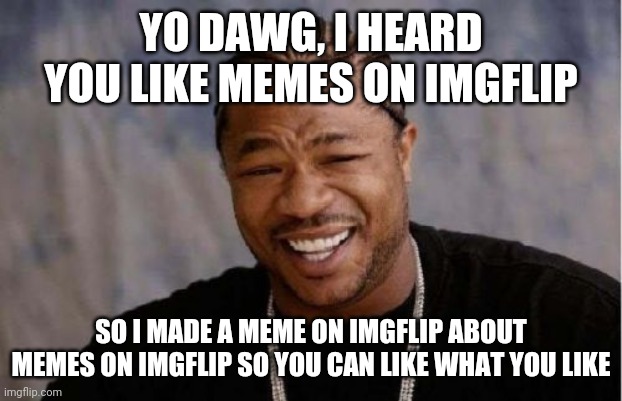 YO DAWG, I HEARD
YOU LIKE MEMES ON IMGFLIP
SO I MADE A MEME ON IMGFLIP ABOUT
MEMES ON IMGFLIP SO YOU CAN LIKE WHAT YOU LIKE
imgflip.com